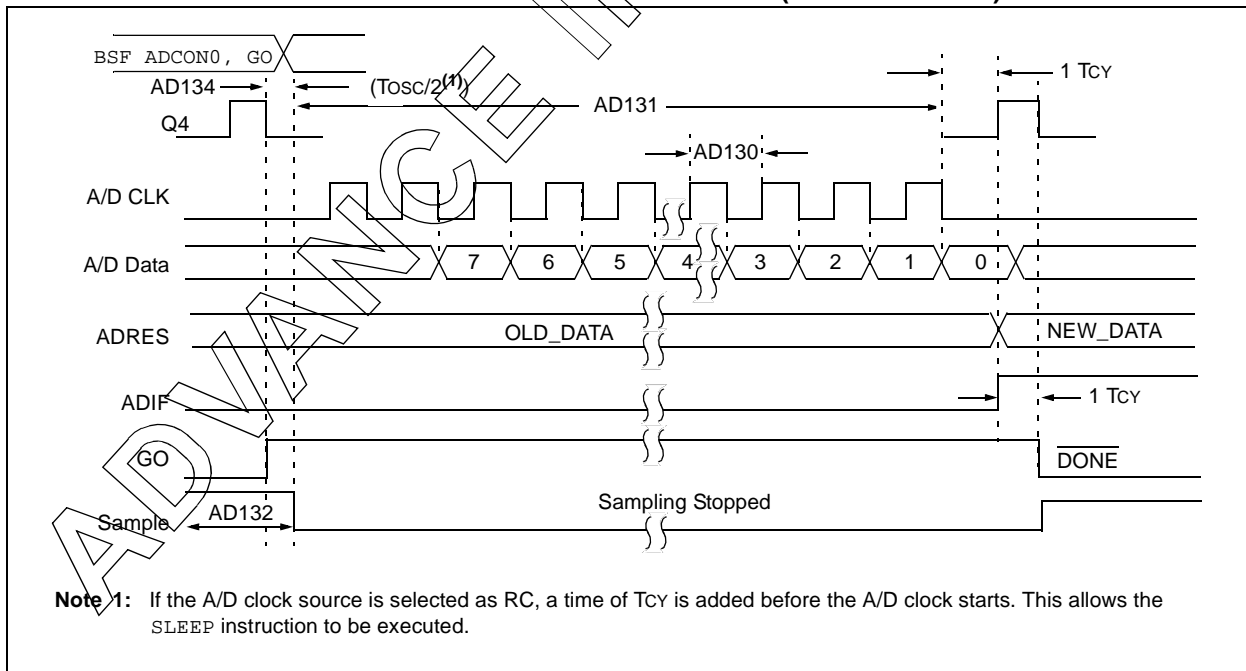 BSF ADCON0, GO
AD134
(TOSC/2(1))
1 TCY
AD131
Q4
AD130
A/D CLK
A/D Data
7 6 5 4 3 2 1 0
ADRES
OLD_DATA
NEW_DATA
ADIF
1 TCY
GO
DONE
Sampling Stopped
Sample
AD132
Note 1: If the A/D clock source is selected as RC, a time of TCY is added before the A/D clock starts. This allows the
SLEEP instruction to be executed.